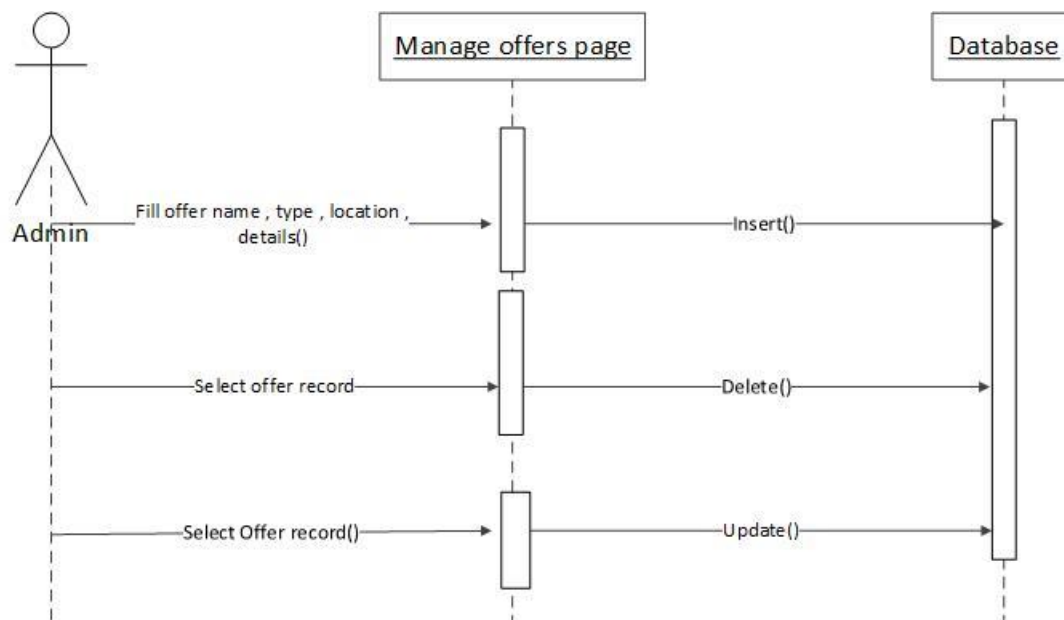 Manage offers page
Database
Admin
Fill offer name , type , location ,
details()
Insert()
Select offer record
Delete()
Select Offer record()
Update()